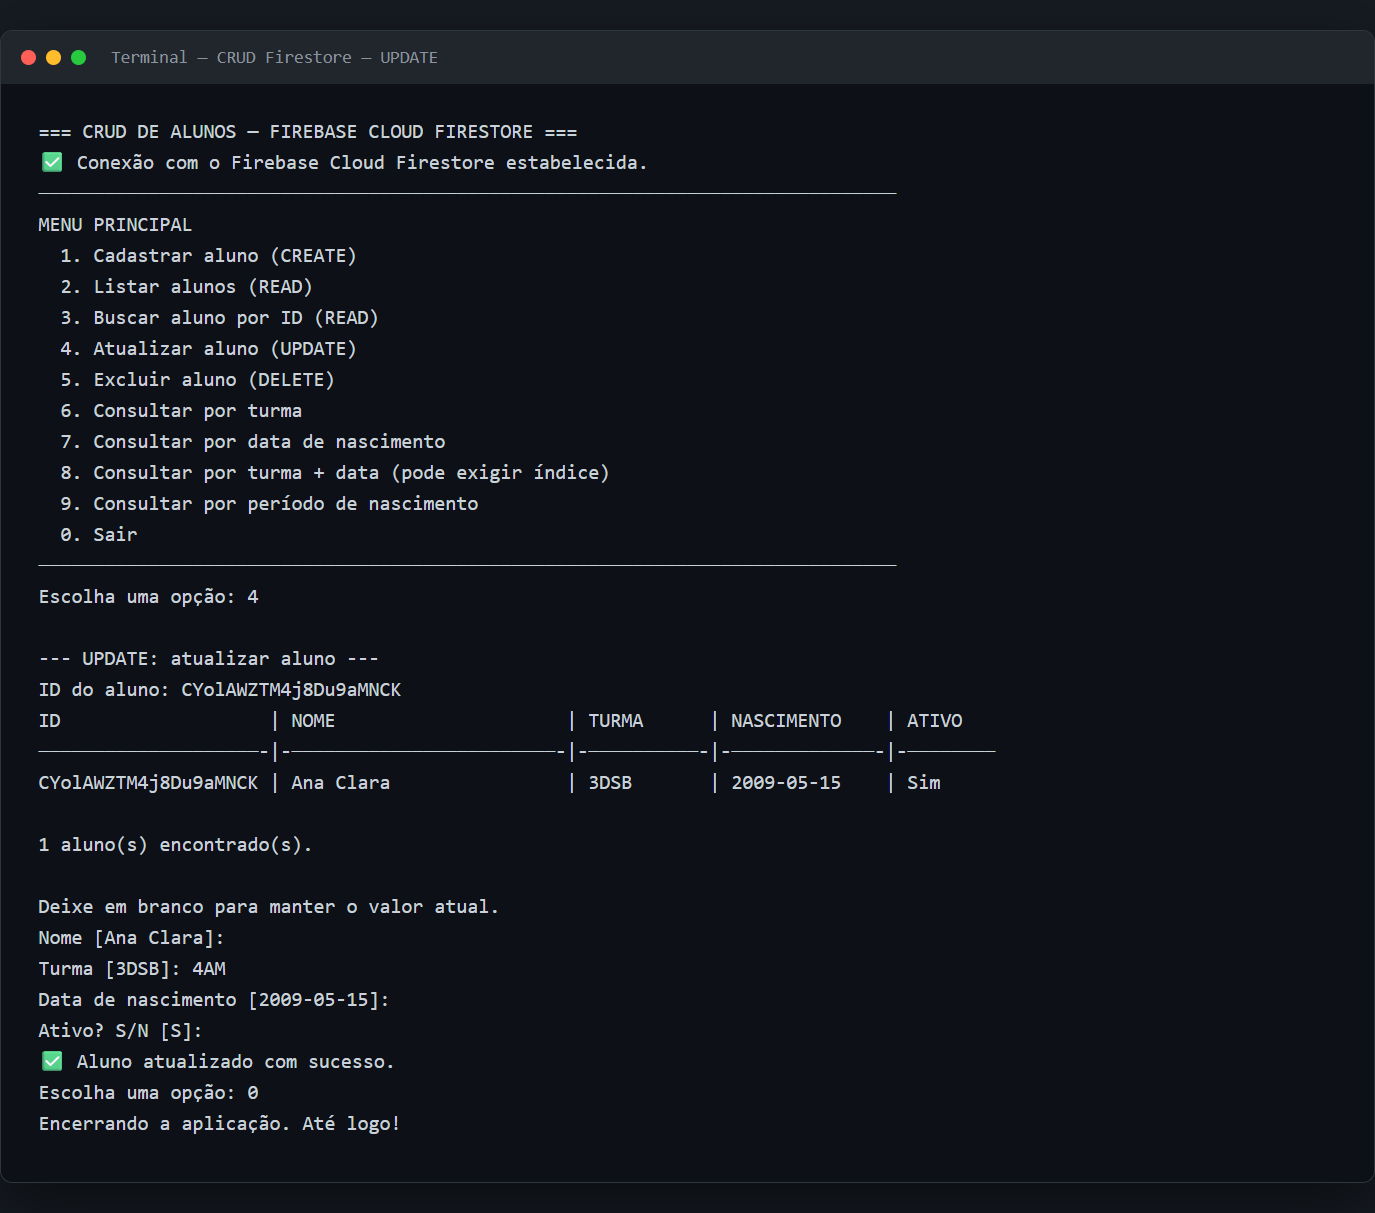 Terminal — CRUD Firestore — UPDATE
=== CRUD DE ALUNOS — FIREBASE CLOUD FIRESTORE ===
✅ Conexão com o Firebase Cloud Firestore estabelecida.
──────────────────────────────────────────────────────────────────────────────
MENU PRINCIPAL
  1. Cadastrar aluno (CREATE)
  2. Listar alunos (READ)
  3. Buscar aluno por ID (READ)
  4. Atualizar aluno (UPDATE)
  5. Excluir aluno (DELETE)
  6. Consultar por turma
  7. Consultar por data de nascimento
  8. Consultar por turma + data (pode exigir índice)
  9. Consultar por período de nascimento
  0. Sair
──────────────────────────────────────────────────────────────────────────────
Escolha uma opção: 4
--- UPDATE: atualizar aluno ---
ID do aluno: CYolAWZTM4j8Du9aMNCK
ID                   | NOME                     | TURMA      | NASCIMENTO    | ATIVO
─────────────────────-|-────────────────────────-|-──────────-|-─────────────-|-────────
CYolAWZTM4j8Du9aMNCK | Ana Clara                | 3DSB       | 2009-05-15    | Sim
1 aluno(s) encontrado(s).
Deixe em branco para manter o valor atual.
Nome [Ana Clara]:
Turma [3DSB]: 4AM
Data de nascimento [2009-05-15]:
Ativo? S/N [S]:
✅ Aluno atualizado com sucesso.
Escolha uma opção: 0
Encerrando a aplicação. Até logo!